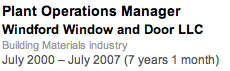 Plant Operations Manager
Windford Window and Door LLC
Building Materials industry
July 2000 – July 2007 (7 years 1 month)